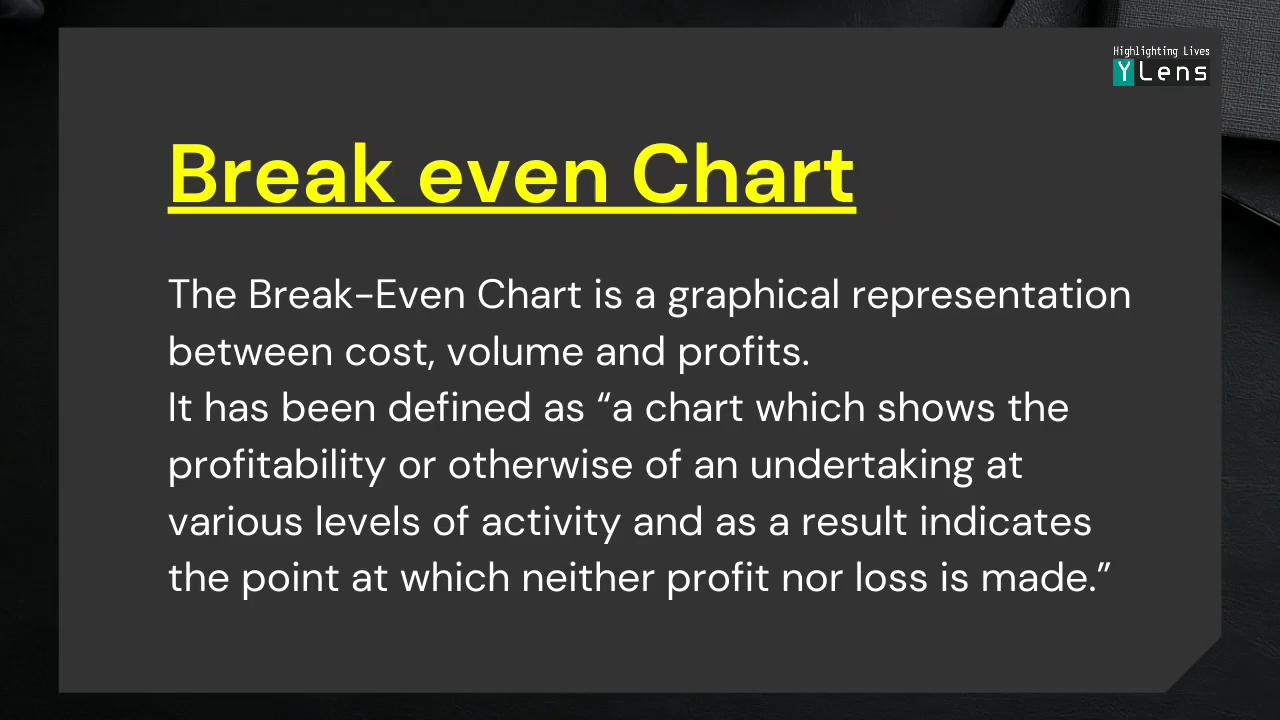 Highlighting Lives
YLens
Break even Chart
The Break-Even Chart is a graphical representation
between cost, volume and profits.
It has been defined as “a chart which shows the
profitability or otherwise of an undertaking at
various levels of activity and as a result indicates
the point at which neither profit nor loss is made.”